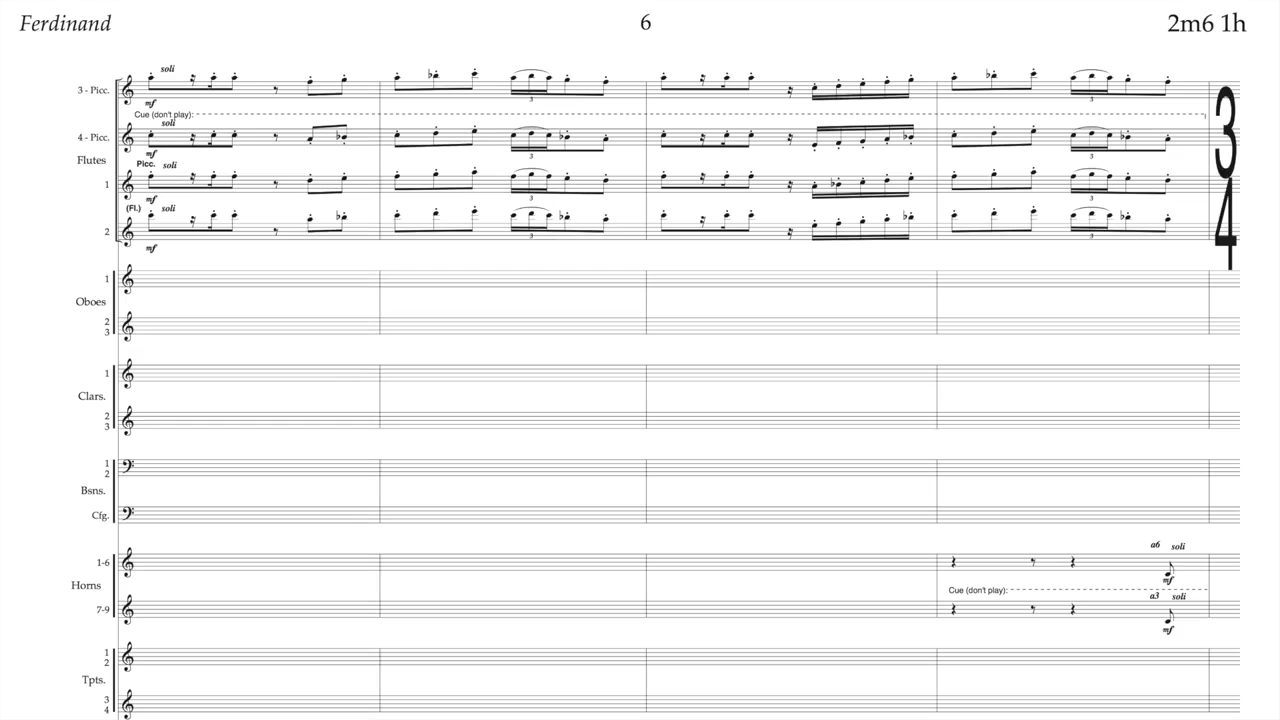 Ferdinand 6 2m6 1h
soli
3 - Picc.
mf
Cue (don't play):
soli
4 - Picc.
3 3
mf
Flutes
Picc. soli
1
3 3
mf
(Fl.) soli
2
3 3
mf
3
4
1
Oboes
2
3
1
Clars.
2
3
1
2
Bsns.
Cfg.
a6 soli
1-6
mf
Horns
Cue (don't play):
a3 soli
7-9
mf
1
2
Tpts.
3
4